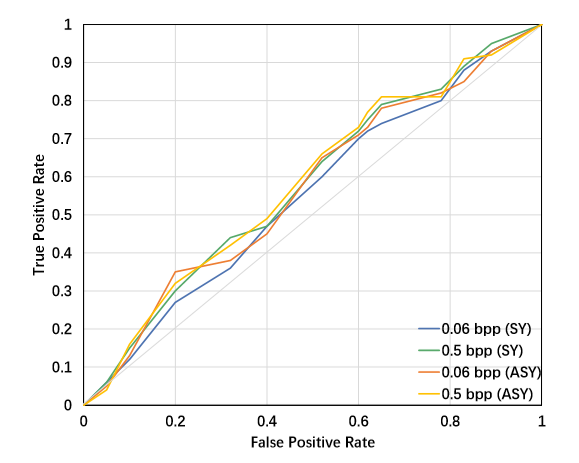 1
0.9
0.8
0.7
0.6
0.5
0.4
0.3
0.2
0.1
0
True Positive Rate
0.06 bpp (SY)
0.5 bpp (SY)
0.06 bpp (ASY)
0.5 bpp (ASY)
0 0.2 0.4 0.6 0.8 1
False Positive Rate